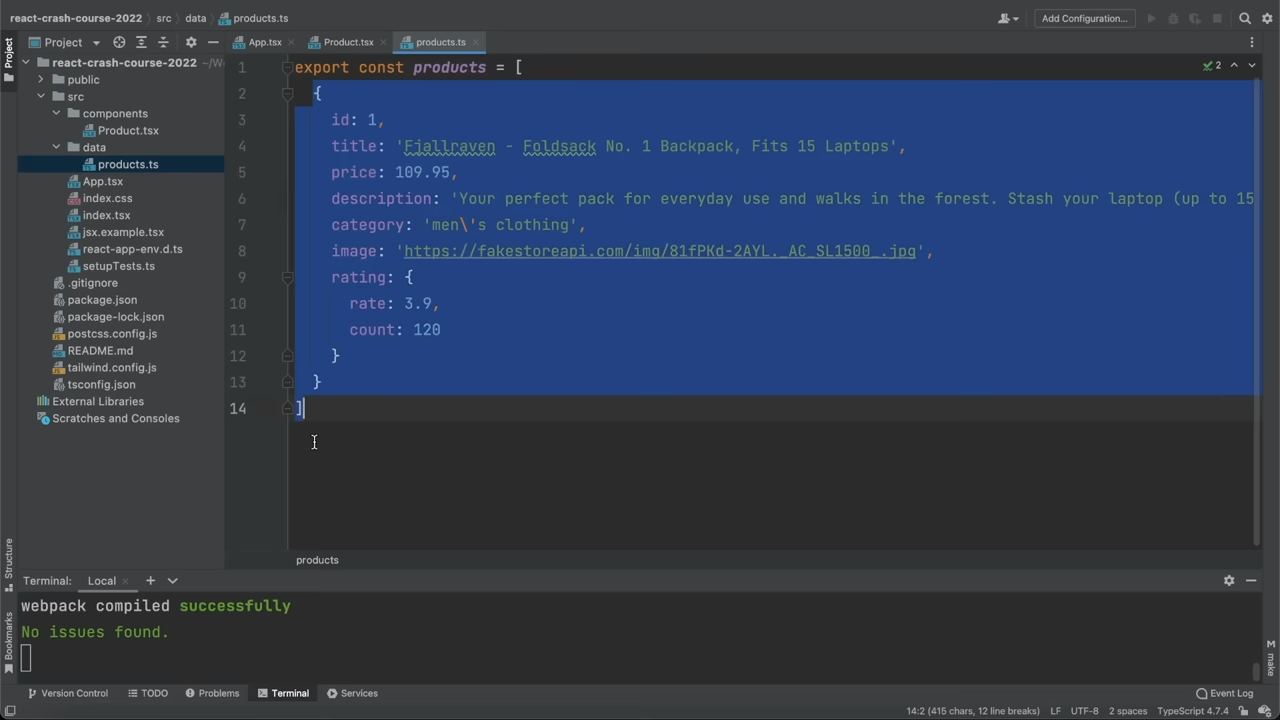 react-crash-course-2022 src data products.ts
Add Configuration...
Project
App.tsx
Product.tsx
products.ts
Project
react-crash-course-2022 ~/W
public
src
components
Product.tsx
data
products.ts
App.tsx
index.css
index.tsx
jsx.example.tsx
react-app-env.d.ts
setupTests.ts
.gitignore
package.json
package-lock.json
postcss.config.js
README.md
tailwind.config.js
tsconfig.json
External Libraries
Scratches and Consoles
2
1 export const products = [
2 {
3 id: 1,
4 title: 'Fjallraven - Foldsack No. 1 Backpack, Fits 15 Laptops',
5 price: 109.95,
6 description: 'Your perfect pack for everyday use and walks in the forest. Stash your laptop (up to 15
7 category: 'men\'s clothing',
8 image: 'https://fakestoreapi.com/img/81fPKd-2AYL._AC_SL1500_.jpg',
9 rating: {
10 rate: 3.9,
11 count: 120
12 }
13 }
14 ]
products
Structure
Bookmarks
make
Terminal: Local
webpack compiled successfully
No issues found.
Version Control
TODO
Problems
Terminal
Services
Event Log
14:2 (415 chars, 12 line breaks) LF UTF-8 2 spaces TypeScript 4.7.4